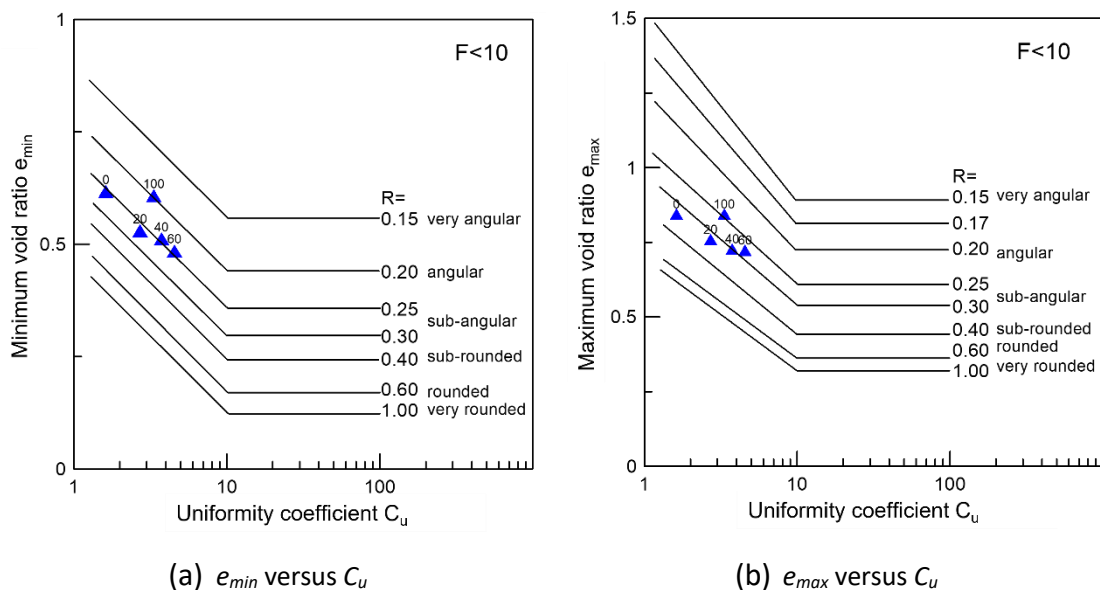 1
0.5
0
Minimum void ratio e_min
F<10
0
100
20
40
60
R=
0.15 very angular
0.20 angular
0.25
sub-angular
0.30
0.40 sub-rounded
0.60 rounded
1.00 very rounded
1 10 100
Uniformity coefficient C_u
(a) e_min versus C_u
1.5
1
0.5
0
Maximum void ratio e_max
F<10
0
100
20
40
60
R=
0.15 very angular
0.17
0.20
angular
0.25
sub-angular
0.30
0.40 sub-rounded
0.60 rounded
1.00 very rounded
1 10 100
Uniformity coefficient C_u
(b) e_max versus C_u